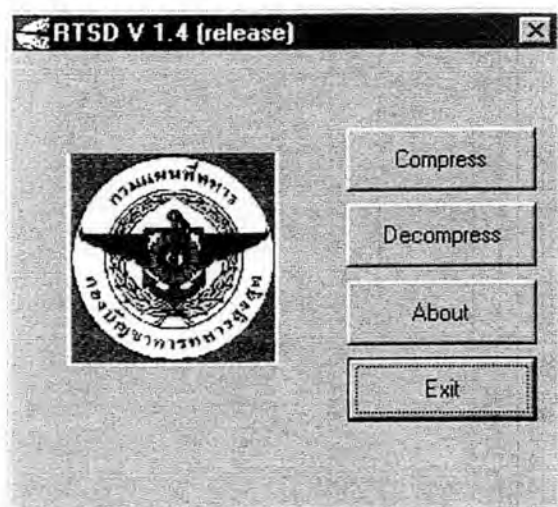 RTSD V 1.4 (release)
กรมแผนที่ทหาร
กองบัญชาการทหารสูงสุด
Compress
Decompress
About
Exit